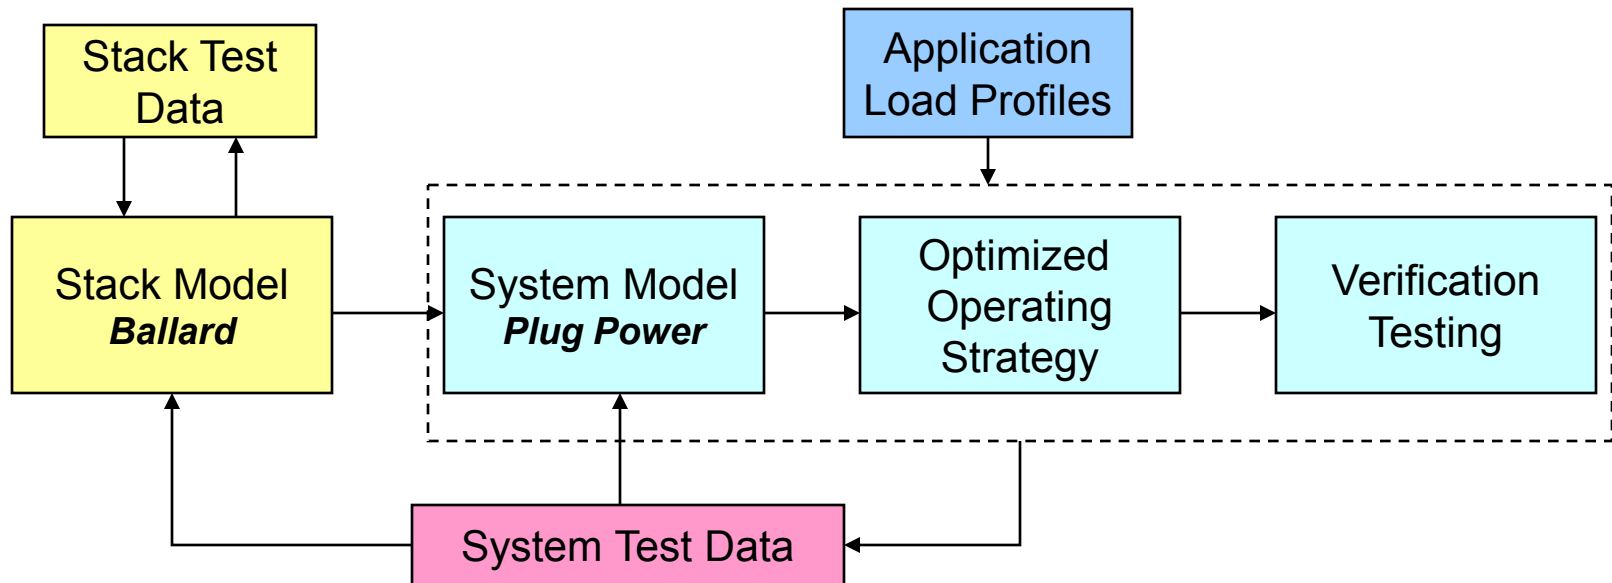 Stack Test
Data
Application
Load Profiles
Stack Model
Ballard
System Model
Plug Power
Optimized
Operating
Strategy
Verification
Testing
System Test Data